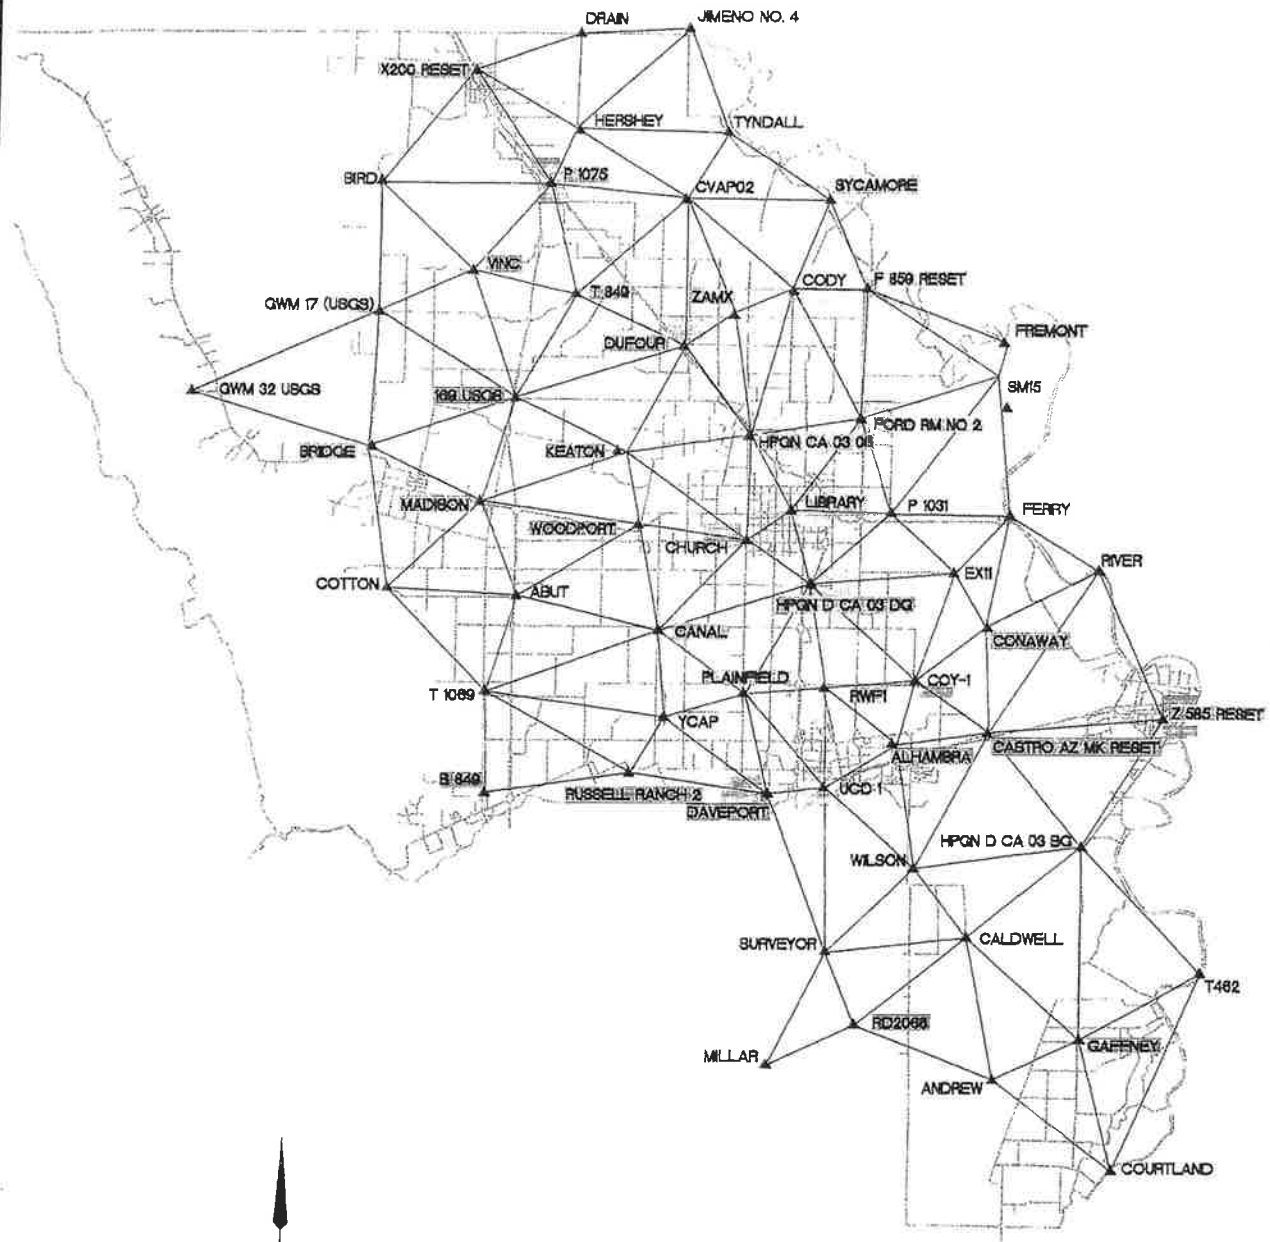 DRAIN
JIMENO NO. 4
X200 RESET
HERSHEY
TYNDALL
BIRD
P 1075
CVAP02
SYCAMORE
VINC
T 849
ZAMX
CODY
F 859 RESET
GWM 17 (USGS)
DUFOUR
FREMONT
GWM 32 USGS
169 USGS
SM15
BRIDGE
KEATON
HPGN CA 03 06
FORD RM NO 2
MADISON
LIBRARY
P 1031
FERRY
WOODPORT
CHURCH
COTTON
ABUT
EX11
RIVER
HPGN D CA 03 DG
CANAL
CONAWAY
T 1069
PLAINFIELD
RWF1
COY-1
YCAP
Z 585 RESET
ALHAMBRA
CASTRO AZ MK RESET
B 849
RUSSELL RANCH 2
DAVEPORT
UCD 1
HPGN D CA 03 BG
WILSON
SURVEYOR
CALDWELL
T462
RD2068
MILLAR
GAFFNEY
ANDREW
COURTLAND